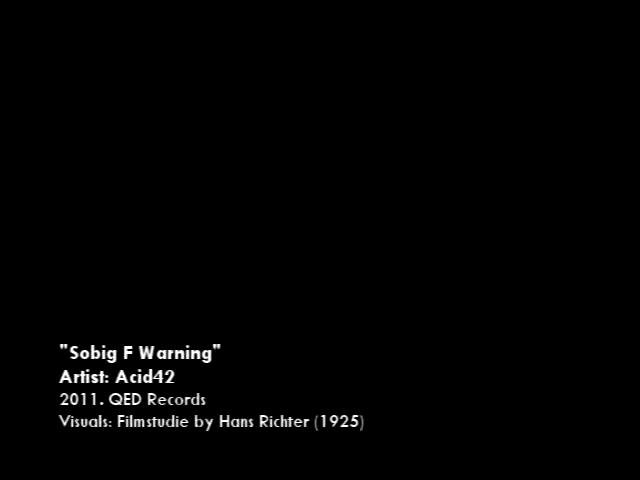 "Sobig F Warning"
Artist: Acid42
2011. QED Records
Visuals: Filmstudie by Hans Richter (1925)